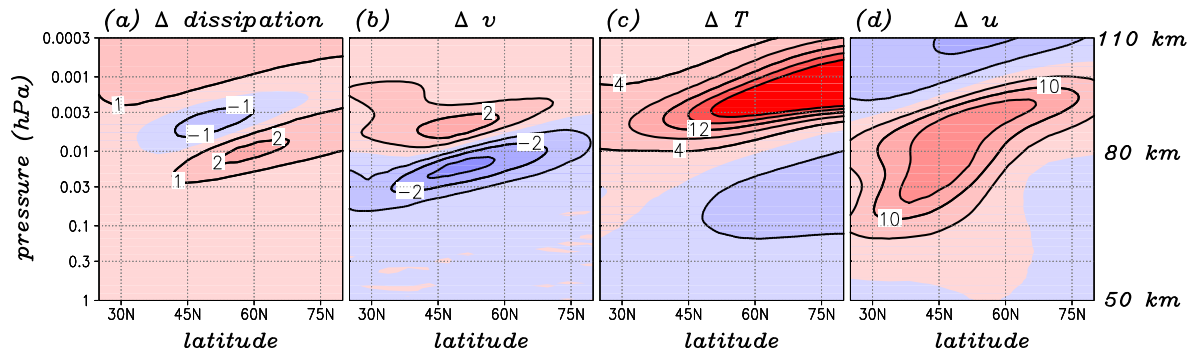 (a) Δ dissipation (b) Δ v (c) Δ T (d) Δ u
0.0003 110 km
0.001
0.003
0.01 80 km
0.03
0.1
0.3
1 50 km
pressure (hPa)
1 -1 -1 2 2 1
2 -2 -2
4 12 4
10 10
30N 45N 60N 75N 30N 45N 60N 75N 30N 45N 60N 75N 30N 45N 60N 75N
latitude latitude latitude latitude